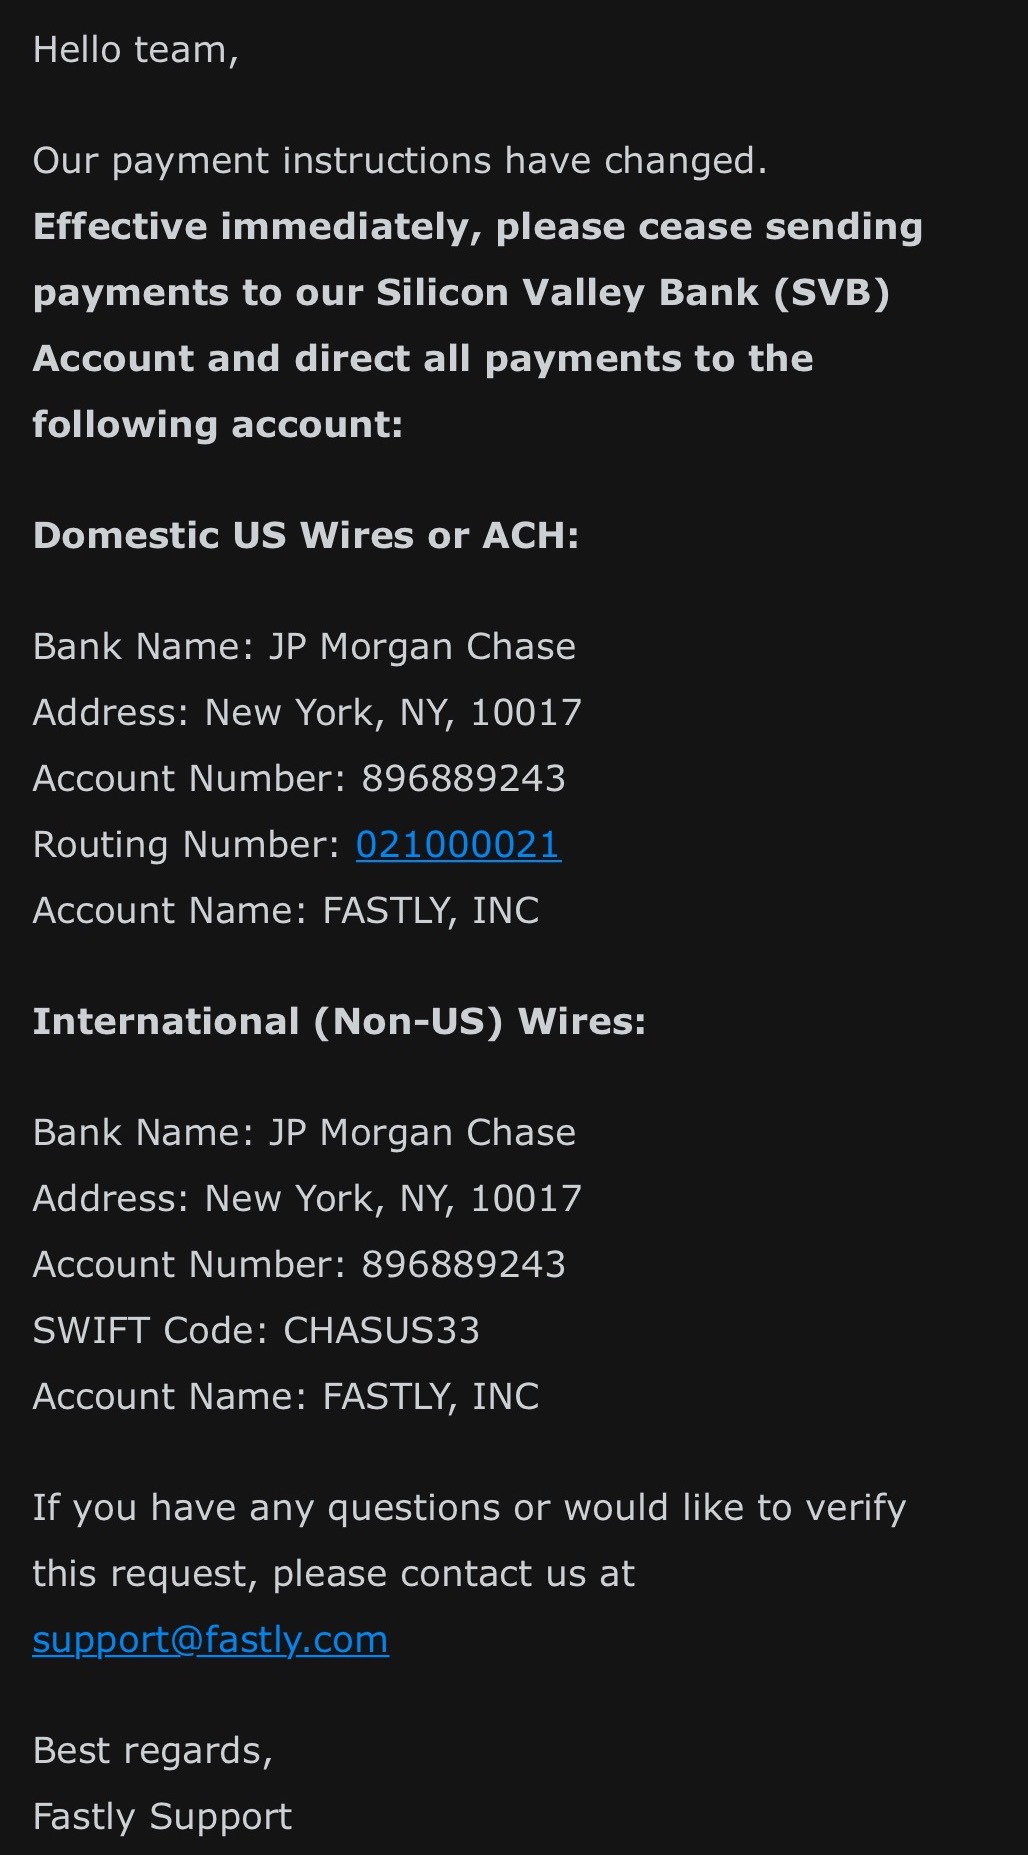 Hello team,
Our payment instructions have changed.
Effective immediately, please cease sending
payments to our Silicon Valley Bank (SVB)
Account and direct all payments to the
following account:
Domestic US Wires or ACH:
Bank Name: JP Morgan Chase
Address: New York, NY, 10017
Account Number: 896889243
Routing Number: 021000021
Account Name: FASTLY, INC
International (Non-US) Wires:
Bank Name: JP Morgan Chase
Address: New York, NY, 10017
Account Number: 896889243
SWIFT Code: CHASUS33
Account Name: FASTLY, INC
If you have any questions or would like to verify
this request, please contact us at
support@fastly.com
Best regards,
Fastly Support